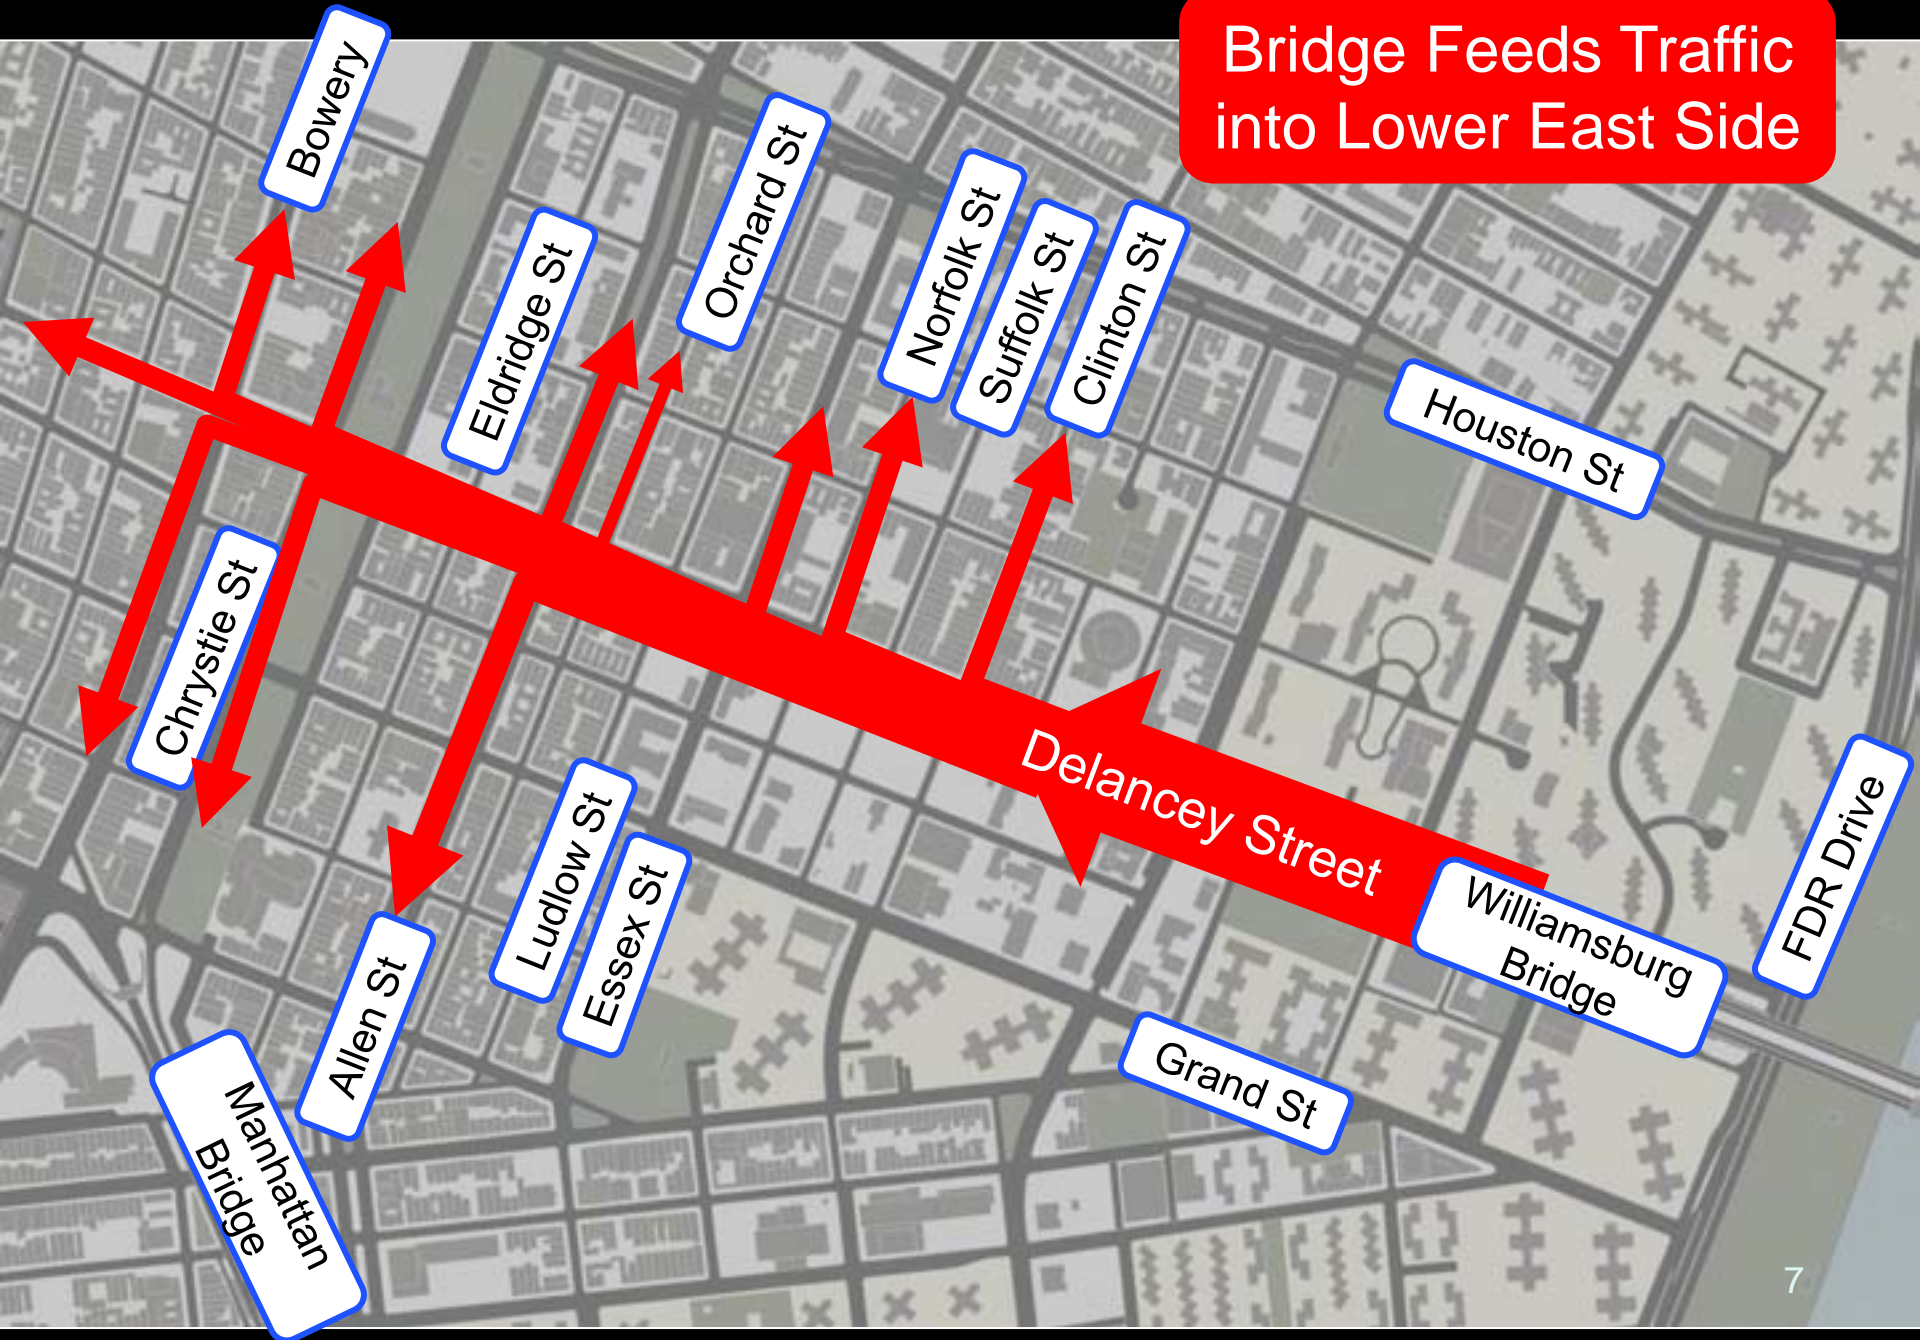 Bridge Feeds Traffic
into Lower East Side
Bowery
Orchard St
Eldridge St
Norfolk St
Suffolk St
Clinton St
Houston St
Chrystie St
Delancey Street
Ludlow St
Essex St
Williamsburg
Bridge
FDR Drive
Allen St
Grand St
Manhattan
Bridge
7